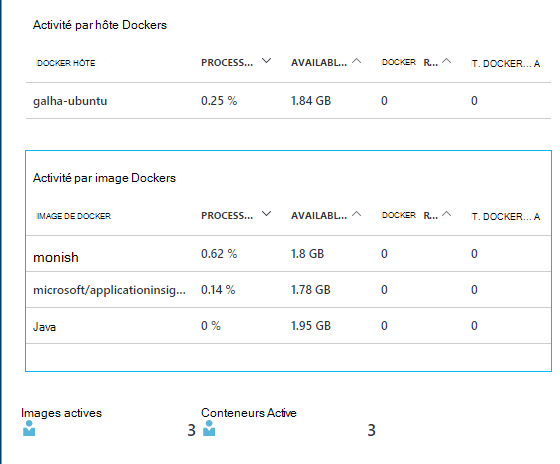 Activité par hôte Dockers
DOCKER HÔTE PROCESS... AVAILABL... DOCKER R... T. DOCKER... A
galha-ubuntu 0.25 % 1.84 GB 0 0
Activité par image Dockers
IMAGE DE DOCKER PROCESS... AVAILABL... DOCKER R... T. DOCKER... A
monish 0.62 % 1.8 GB 0 0
microsoft/applicationinsig... 0.14 % 1.78 GB 0 0
Java 0 % 1.95 GB 0 0
Images actives Conteneurs Active
3 3